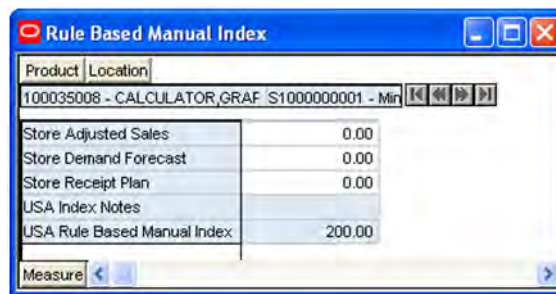 Rule Based Manual Index
Product Location
100035008 - CALCULATOR,GRAF S1000000001 - Min
Store Adjusted Sales 0.00
Store Demand Forecast 0.00
Store Receipt Plan 0.00
USA Index Notes
USA Rule Based Manual Index 200.00
Measure